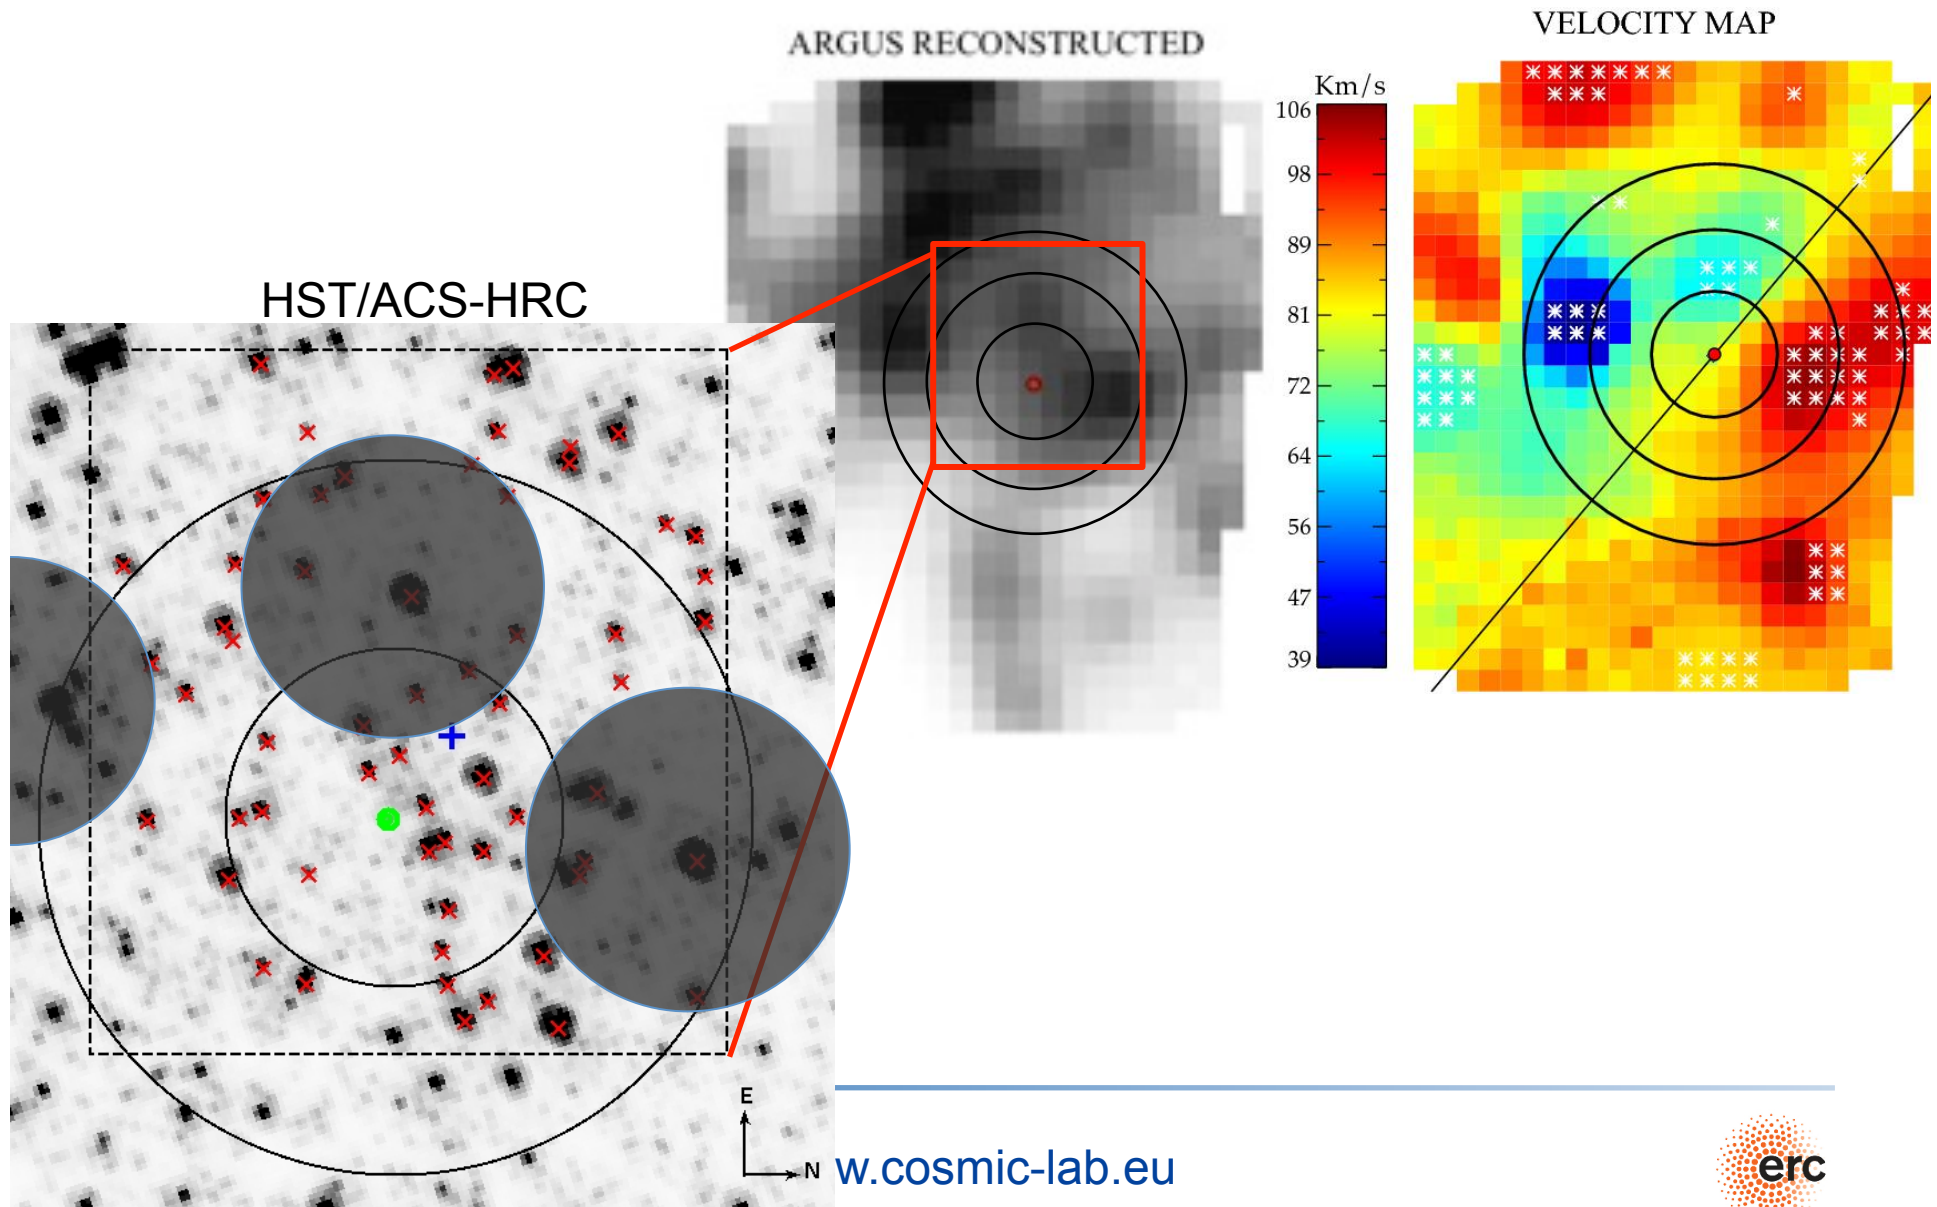 VELOCITY MAP
ARGUS RECONSTRUCTED
Km/s
106
98
89
81
72
64
56
47
39
HST/ACS-HRC
E
N
w.cosmic-lab.eu
erc